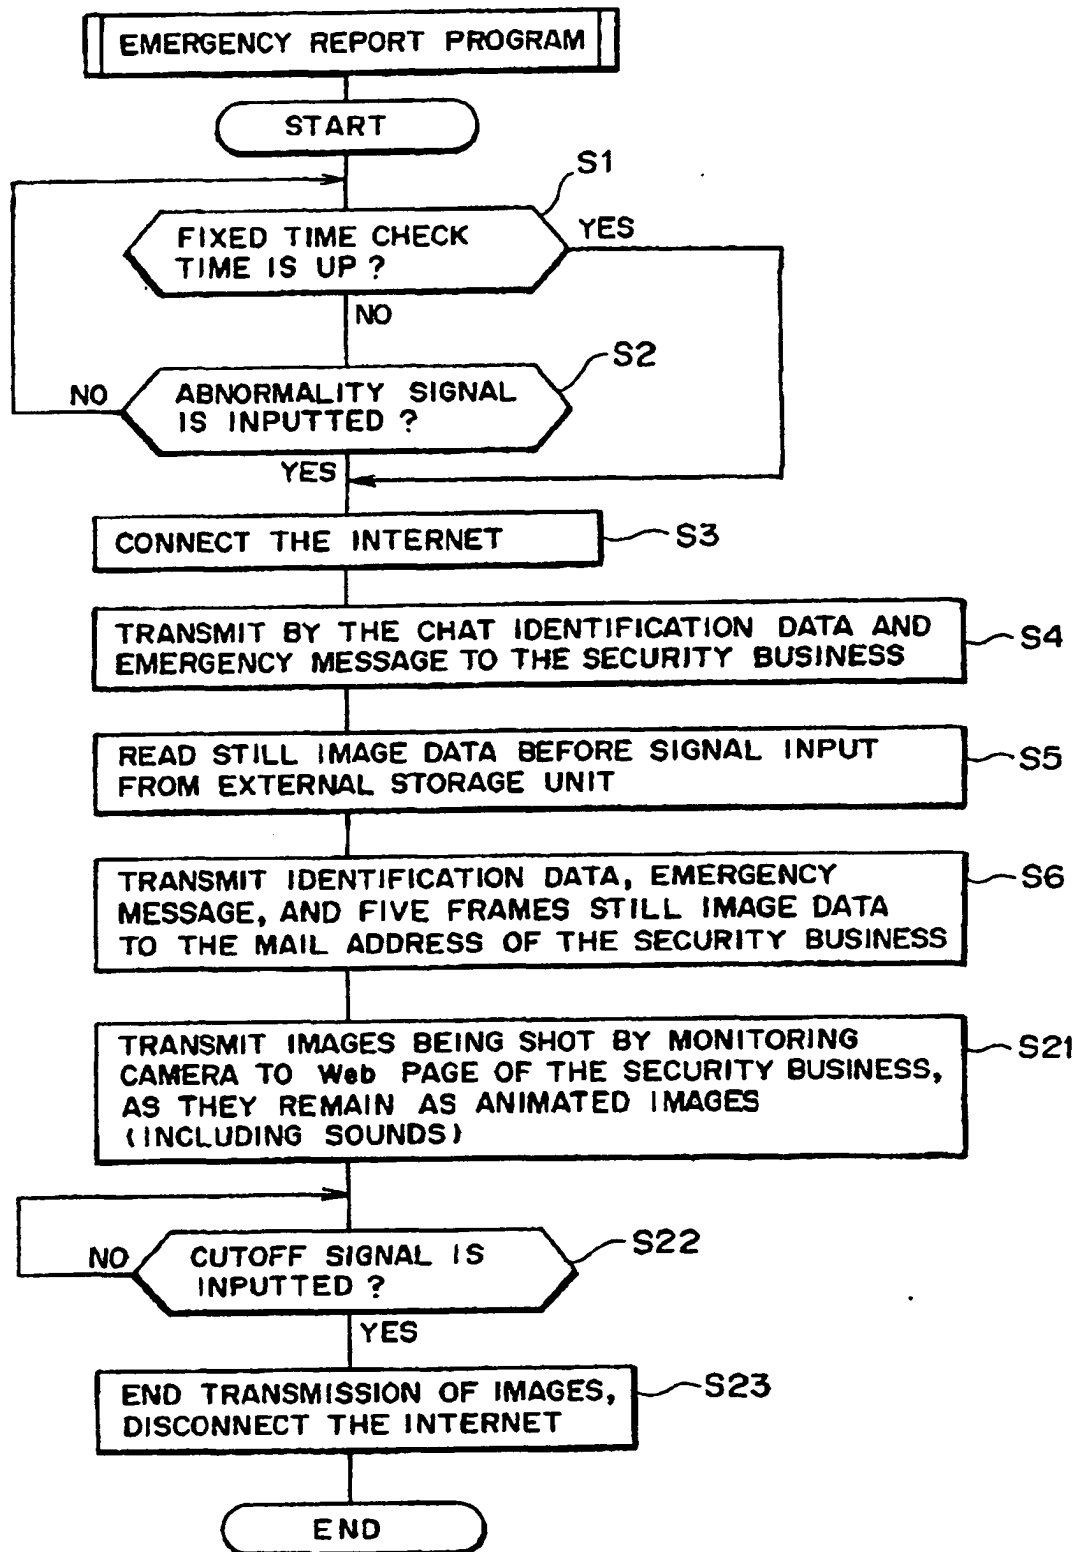 EMERGENCY REPORT PROGRAM
START
S1
FIXED TIME CHECK
TIME IS UP ?
YES
NO
S2
ABNORMALITY SIGNAL
IS INPUTTED ?
NO
YES
CONNECT THE INTERNET
S3
TRANSMIT BY THE CHAT IDENTIFICATION DATA AND
EMERGENCY MESSAGE TO THE SECURITY BUSINESS
S4
READ STILL IMAGE DATA BEFORE SIGNAL INPUT
FROM EXTERNAL STORAGE UNIT
S5
TRANSMIT IDENTIFICATION DATA, EMERGENCY
MESSAGE, AND FIVE FRAMES STILL IMAGE DATA
TO THE MAIL ADDRESS OF THE SECURITY BUSINESS
S6
TRANSMIT IMAGES BEING SHOT BY MONITORING
CAMERA TO Web PAGE OF THE SECURITY BUSINESS,
AS THEY REMAIN AS ANIMATED IMAGES
(INCLUDING SOUNDS)
S21
CUTOFF SIGNAL IS
INPUTTED ?
S22
NO
YES
END TRANSMISSION OF IMAGES,
DISCONNECT THE INTERNET
S23
END